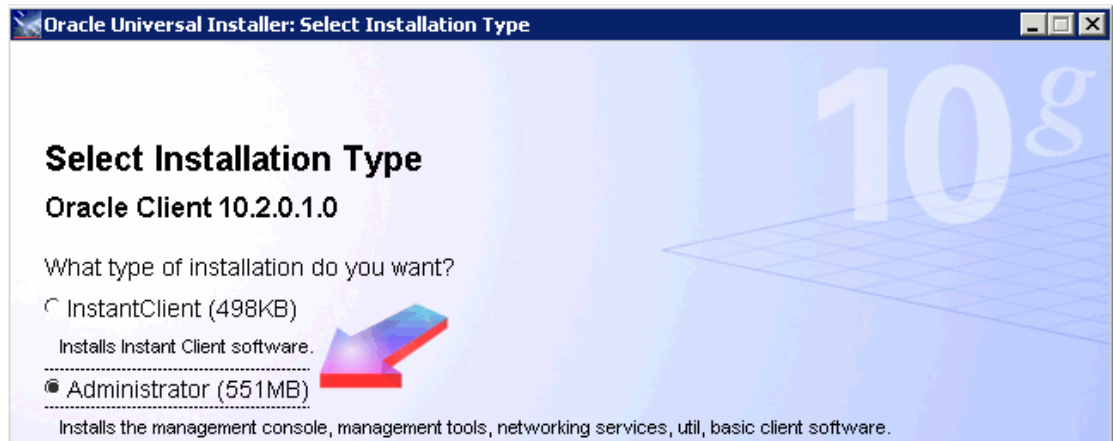 Oracle Universal Installer: Select Installation Type
10g
Select Installation Type
Oracle Client 10.2.0.1.0
What type of installation do you want?
InstantClient (498KB)
Installs Instant Client software.
Administrator (551MB)
Installs the management console, management tools, networking services, util, basic client software.